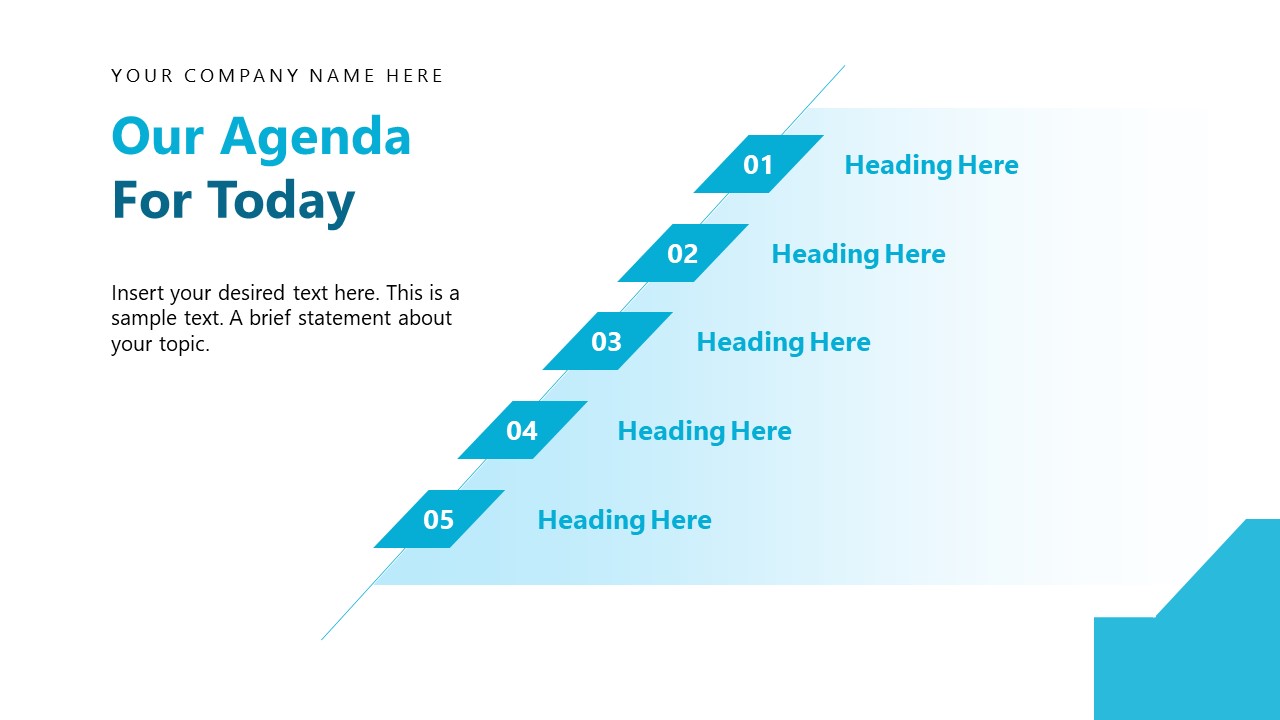 YOUR COMPANY NAME HERE
Our Agenda
For Today
Insert your desired text here. This is a
sample text. A brief statement about
your topic.
01 Heading Here
02 Heading Here
03 Heading Here
04 Heading Here
05 Heading Here